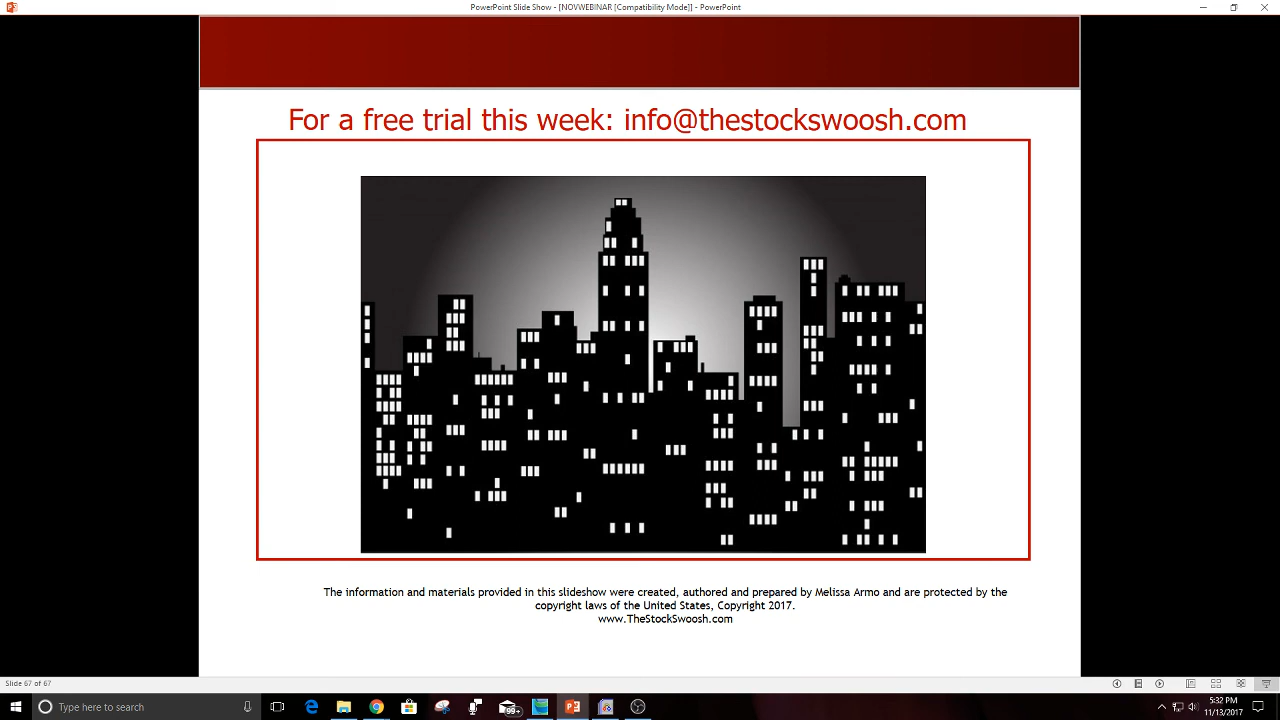 PowerPoint Slide Show - [NOVWEBINAR [Compatibility Mode]] - PowerPoint
For a free trial this week: info@thestockswoosh.com
The information and materials provided in this slideshow were created, authored and prepared by Melissa Armo and are protected by the
copyright laws of the United States, Copyright 2017.
www.TheStockSwoosh.com
Slide 67 of 67
Type here to search
99+
5:32 PM
11/13/2017